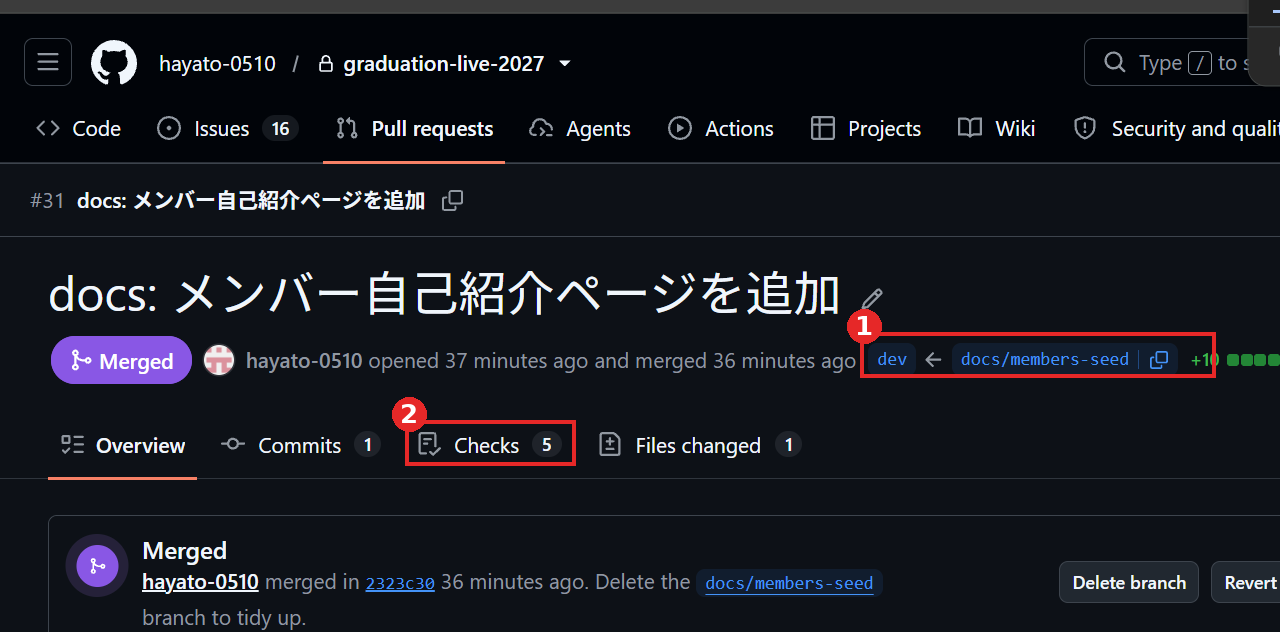 hayato-0510 / graduation-live-2027
Type / to
Code Issues 16 Pull requests Agents Actions Projects Wiki Security and
#31 docs: メンバー自己紹介ページを追加
docs: メンバー自己紹介ページを追加
1
Merged hayato-0510 opened 37 minutes ago and merged 36 minutes ago dev ← docs/members-seed
2
Overview Commits 1 Checks 5 Files changed 1
Merged
hayato-0510 merged in 2323c30 36 minutes ago. Delete the docs/members-seed
branch to tidy up.
Delete branch Revert